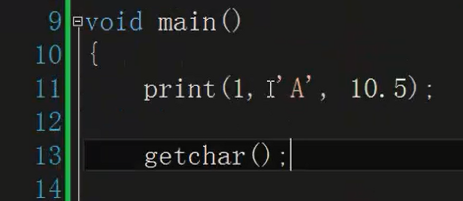 9 void main()
10 {
11 print(1, 'A', 10.5);
12
13 getchar();
14